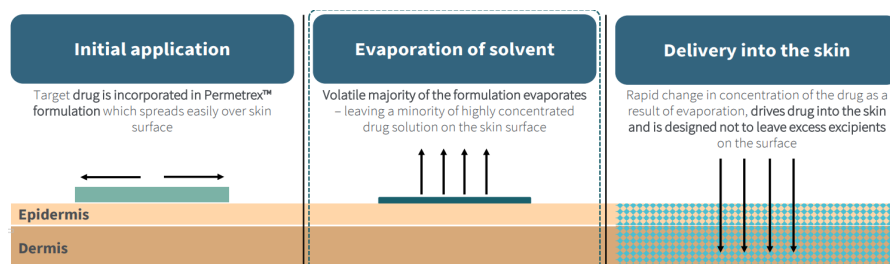 Initial application
Target drug is incorporated in Permetrex™
formulation which spreads easily over skin
surface
Evaporation of solvent
Volatile majority of the formulation evaporates
– leaving a minority of highly concentrated
drug solution on the skin surface
Delivery into the skin
Rapid change in concentration of the drug as a
result of evaporation, drives drug into the skin
and is designed not to leave excess excipients
on the surface
Epidermis
Dermis